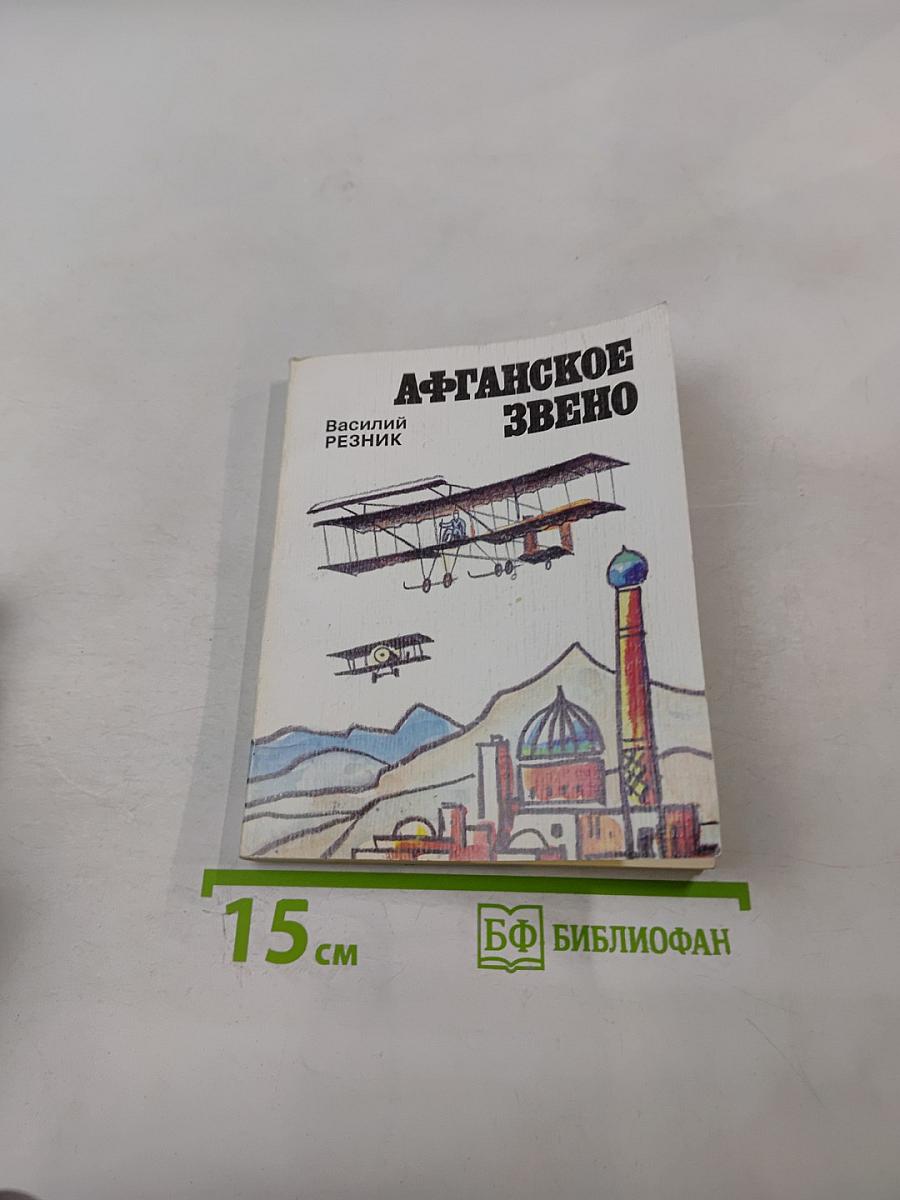 АФГАНСКОЕ
ЗВЕНО
Василий
РЕЗНИК
15 см
БФ БИБЛИОФАН